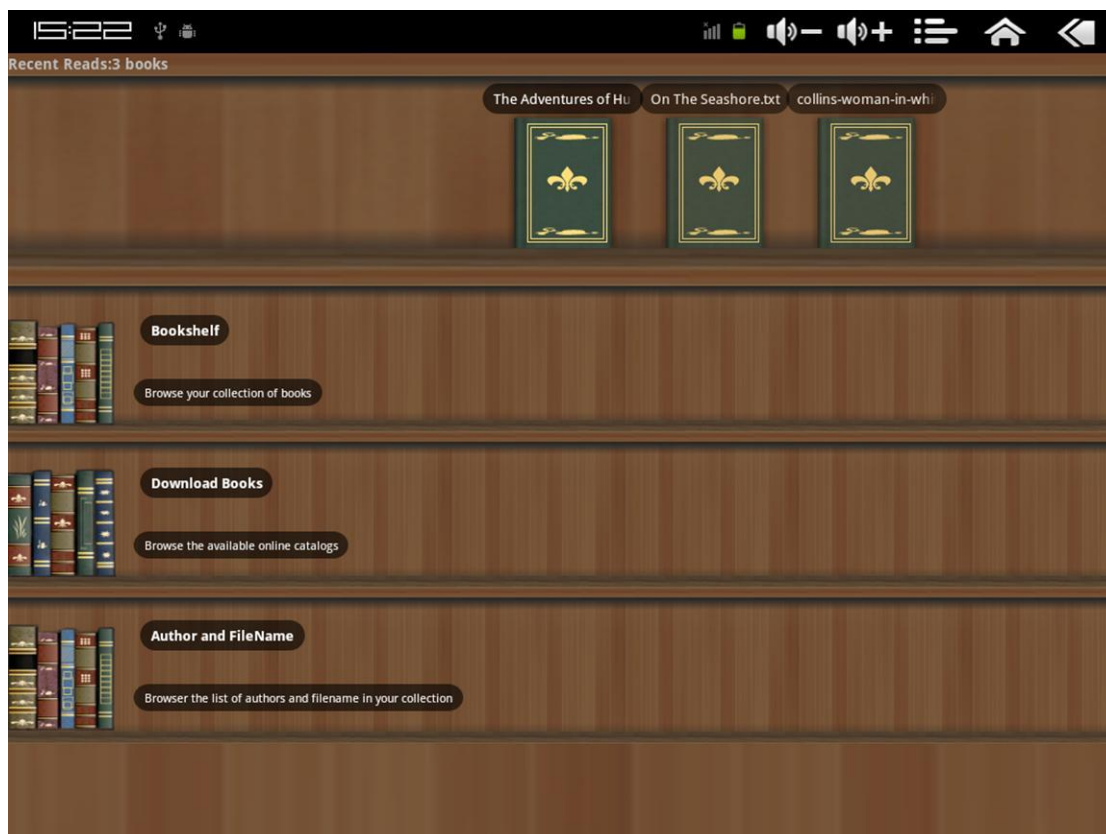 15:22
Recent Reads:3 books
The Adventures of Hu
On The Seashore.txt
collins-woman-in-whi
Bookshelf
Browse your collection of books
Download Books
Browse the available online catalogs
Author and FileName
Browser the list of authors and filename in your collection